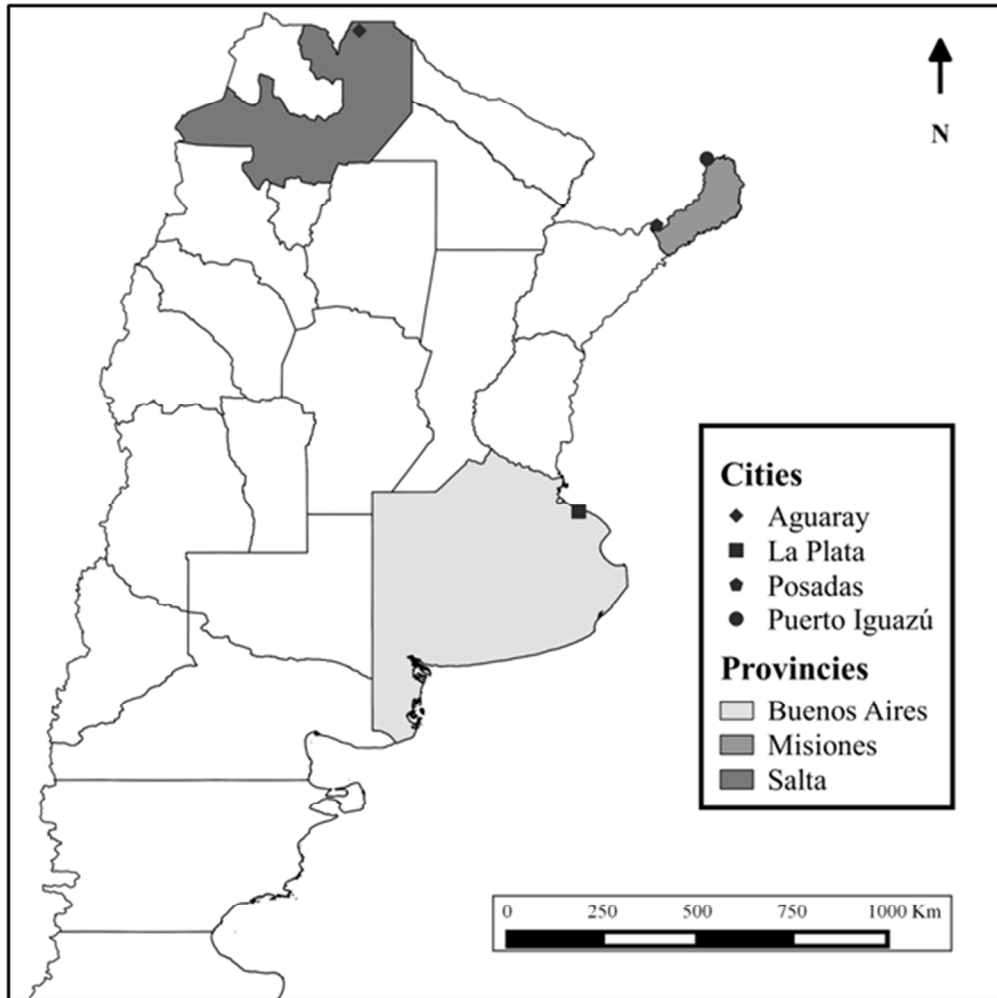 N
Cities
Aguaray
La Plata
Posadas
Puerto Iguazú
Provincies
Buenos Aires
Misiones
Salta
0 250 500 750 1000 Km